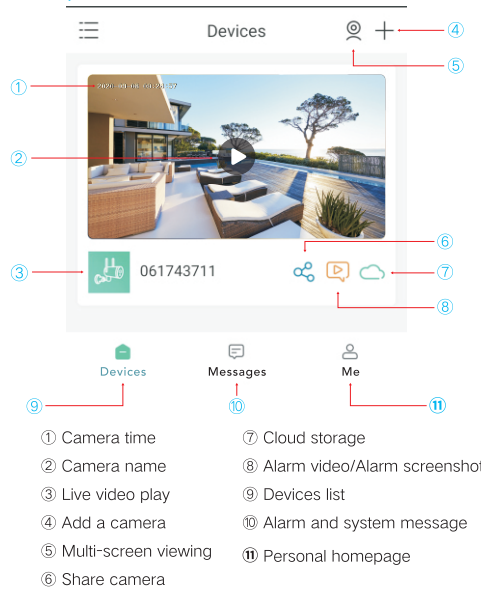 Devices
④
⑤
①
②
⑥
③ 061743711
⑦
⑧
Devices Messages Me
⑨ ⑩ ⑪
① Camera time
② Camera name
③ Live video play
④ Add a camera
⑤ Multi-screen viewing
⑥ Share camera
⑦ Cloud storage
⑧ Alarm video/Alarm screenshot
⑨ Devices list
⑩ Alarm and system message
⑪ Personal homepage